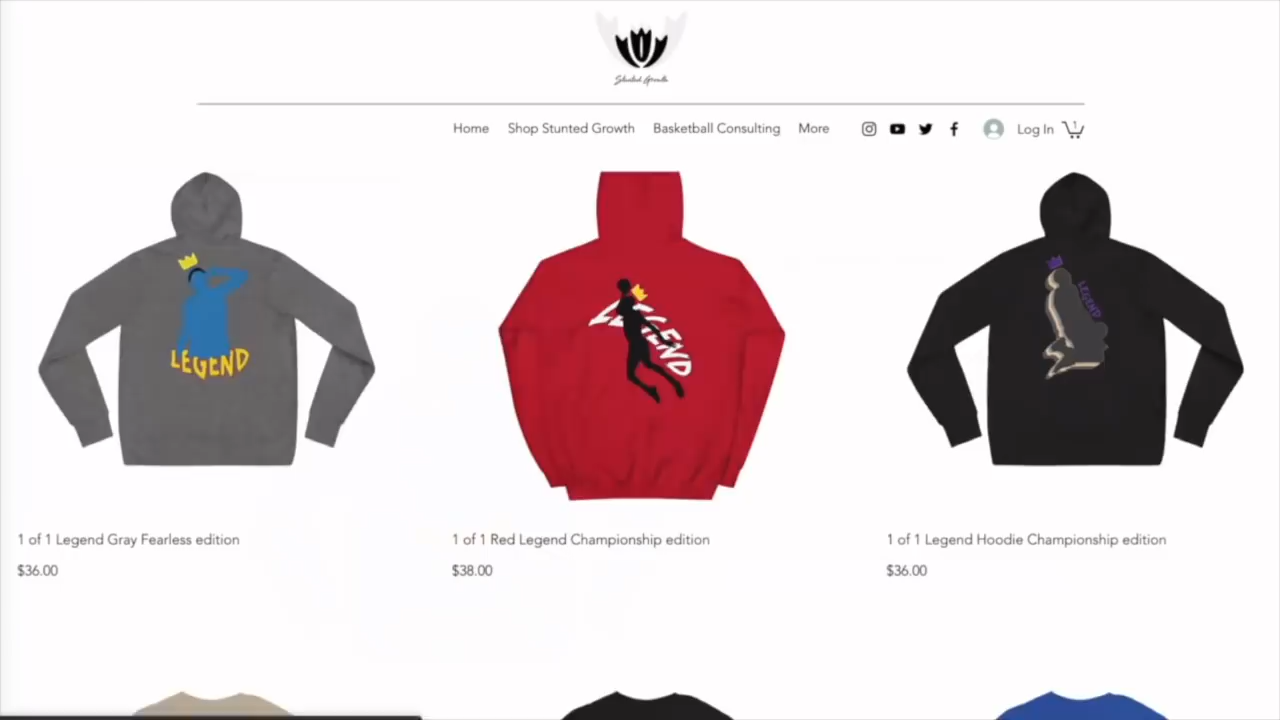 Stunted Growth
Home Shop Stunted Growth Basketball Consulting More Log In 1
LEGEND
LEGEND
LEGEND
1 of 1 Legend Gray Fearless edition
$36.00
1 of 1 Red Legend Championship edition
$38.00
1 of 1 Legend Hoodie Championship edition
$36.00